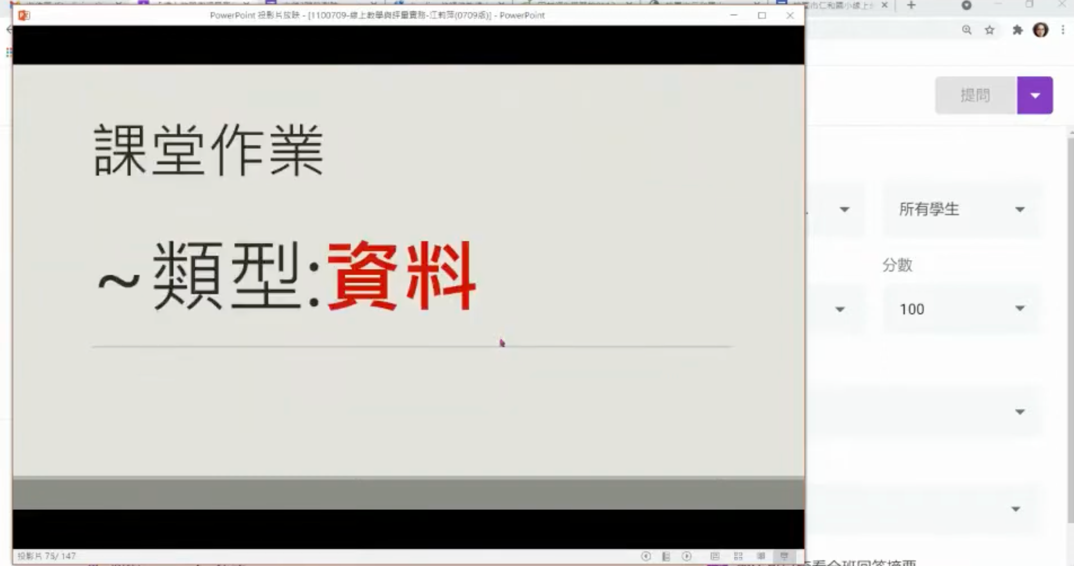 PowerPoint 投影片放映 - [1100709-線上教學與評量實務-江莉萍(0709版)] - PowerPoint
提問
課堂作業
~類型:資料
所有學生
分數
100
投影片 75/ 147